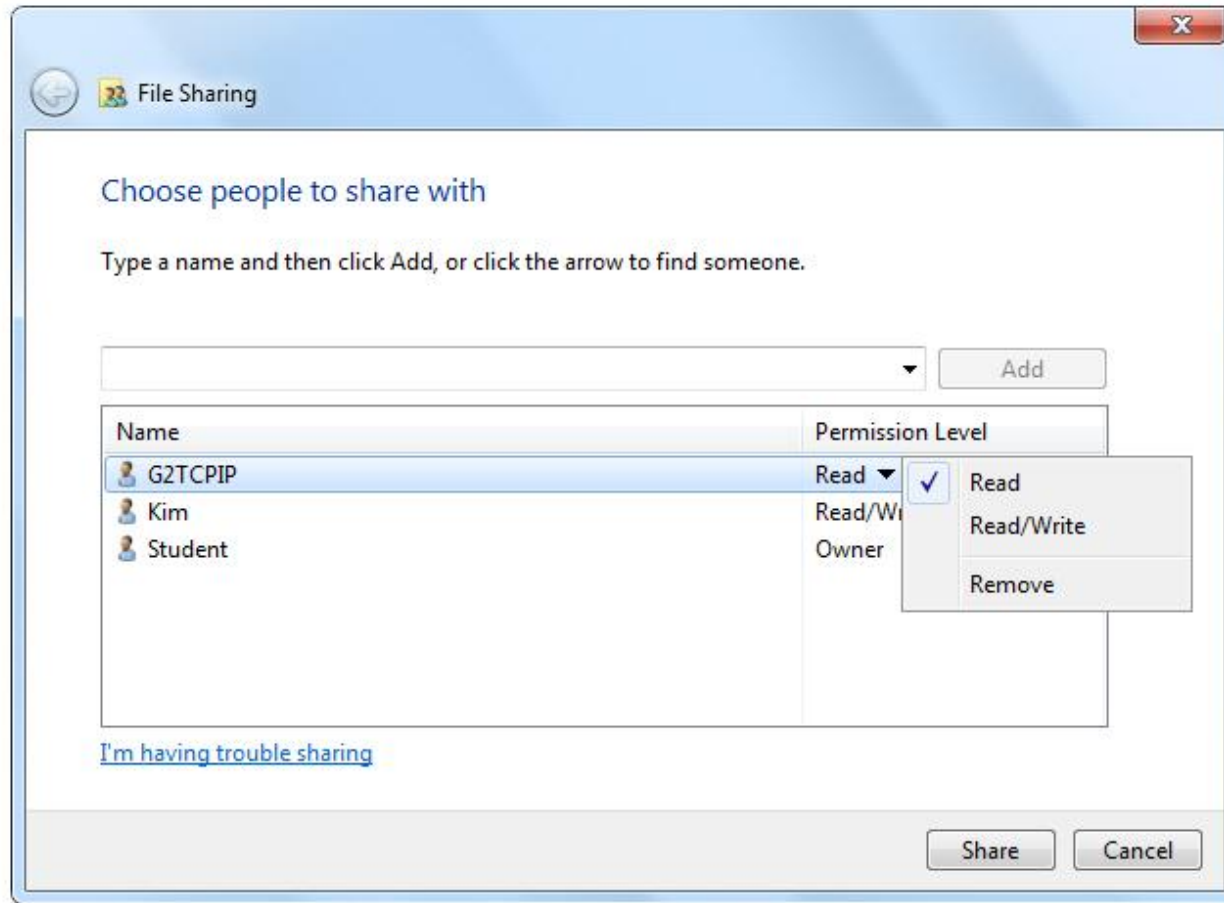 File Sharing
Choose people to share with
Type a name and then click Add, or click the arrow to find someone.
Add
Name Permission Level
G2TCPIP Read
Kim Read/Wr
Student Owner
Read
Read/Write
Remove
I'm having trouble sharing
Share Cancel